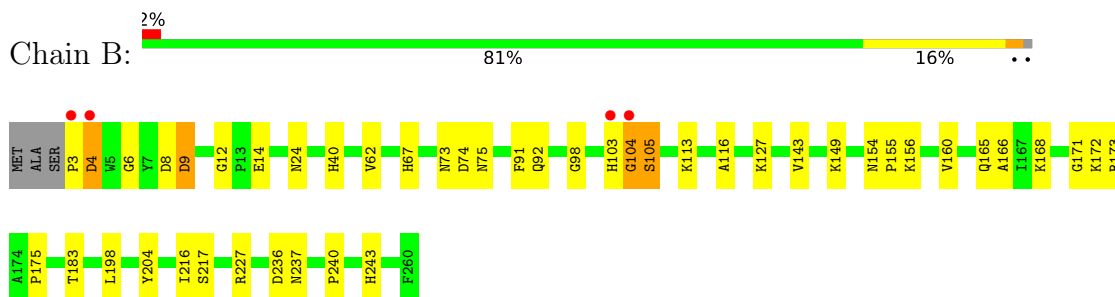 2%
Chain B:
81% 16% • •
MET ALA SER P3 D4 W5 G6 Y7 D8 D9 G12 P13 E14 N24 H40 V62 H67 N73 D74 N75 F91 Q92 G98 H103 G104 S105 K113 A116 K127 V143 K149 N154 P155 K156 V160 Q165 A166 I167 K168 G171 K172
A174 P175 T183 L198 Y204 I216 S217 R227 D236 N237 P240 H243 F260